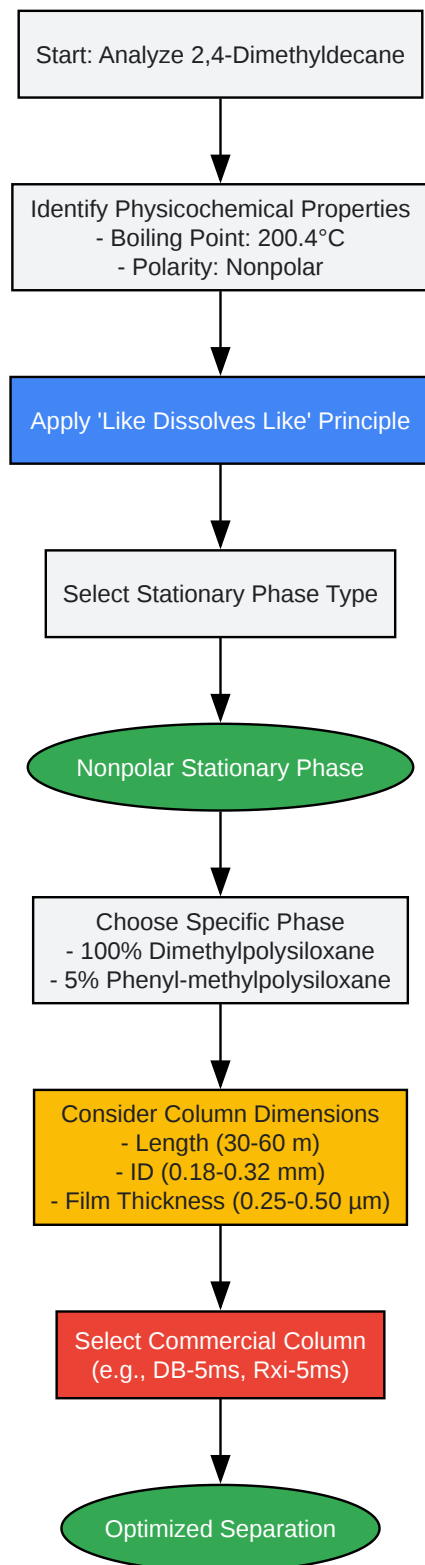 Start: Analyze 2,4-Dimethyldecane
Identify Physicochemical Properties
- Boiling Point: 200.4°C
- Polarity: Nonpolar
Apply 'Like Dissolves Like' Principle
Select Stationary Phase Type
Nonpolar Stationary Phase
Choose Specific Phase
- 100% Dimethylpolysiloxane
- 5% Phenyl-methylpolysiloxane
Consider Column Dimensions
- Length (30-60 m)
- ID (0.18-0.32 mm)
- Film Thickness (0.25-0.50 µm)
Select Commercial Column
(e.g., DB-5ms, Rxi-5ms)
Optimized Separation